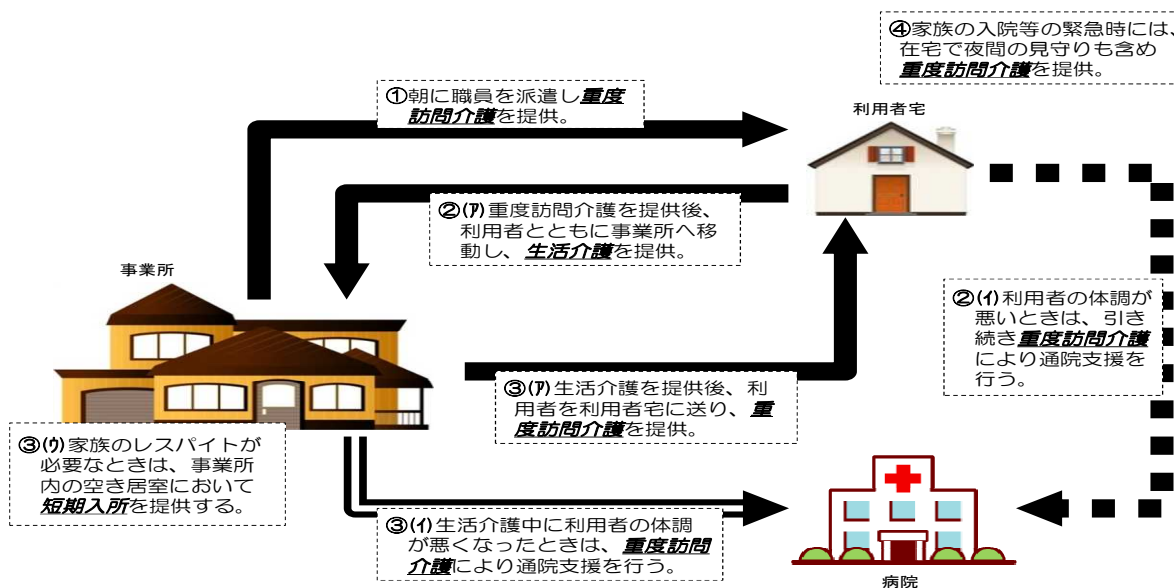 ④家族の入院等の緊急時には、
在宅で夜間の見守りも含め
重度訪問介護を提供。
①朝に職員を派遣し重度
訪問介護を提供。
利用者宅
②(ｱ)重度訪問介護を提供後、
利用者とともに事業所へ移
動し、生活介護を提供。
事業所
②(ｲ)利用者の体調が
悪いときは、引き
続き重度訪問介護
により通院支援を
行う。
③(ｱ)生活介護を提供後、利
用者を利用者宅に送り、重
度訪問介護を提供。
③(ｳ)家族のレスパイトが
必要なときは、事業所
内の空き居室において
短期入所を提供する。
③(ｲ)生活介護中に利用者の体調
が悪くなったときは、重度訪問
介護により通院支援を行う。
病院